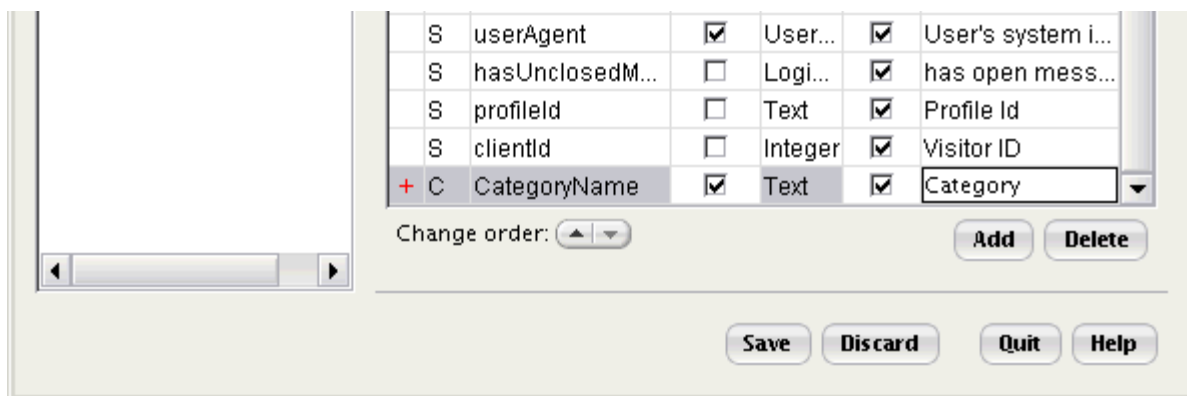 S userAgent User... User's system i...
S hasUnclosedM... Logi... has open mess...
S profileId Text Profile Id
S clientId Integer Visitor ID
+ C CategoryName Text Category
Change order:
Add Delete
Save Discard Quit Help